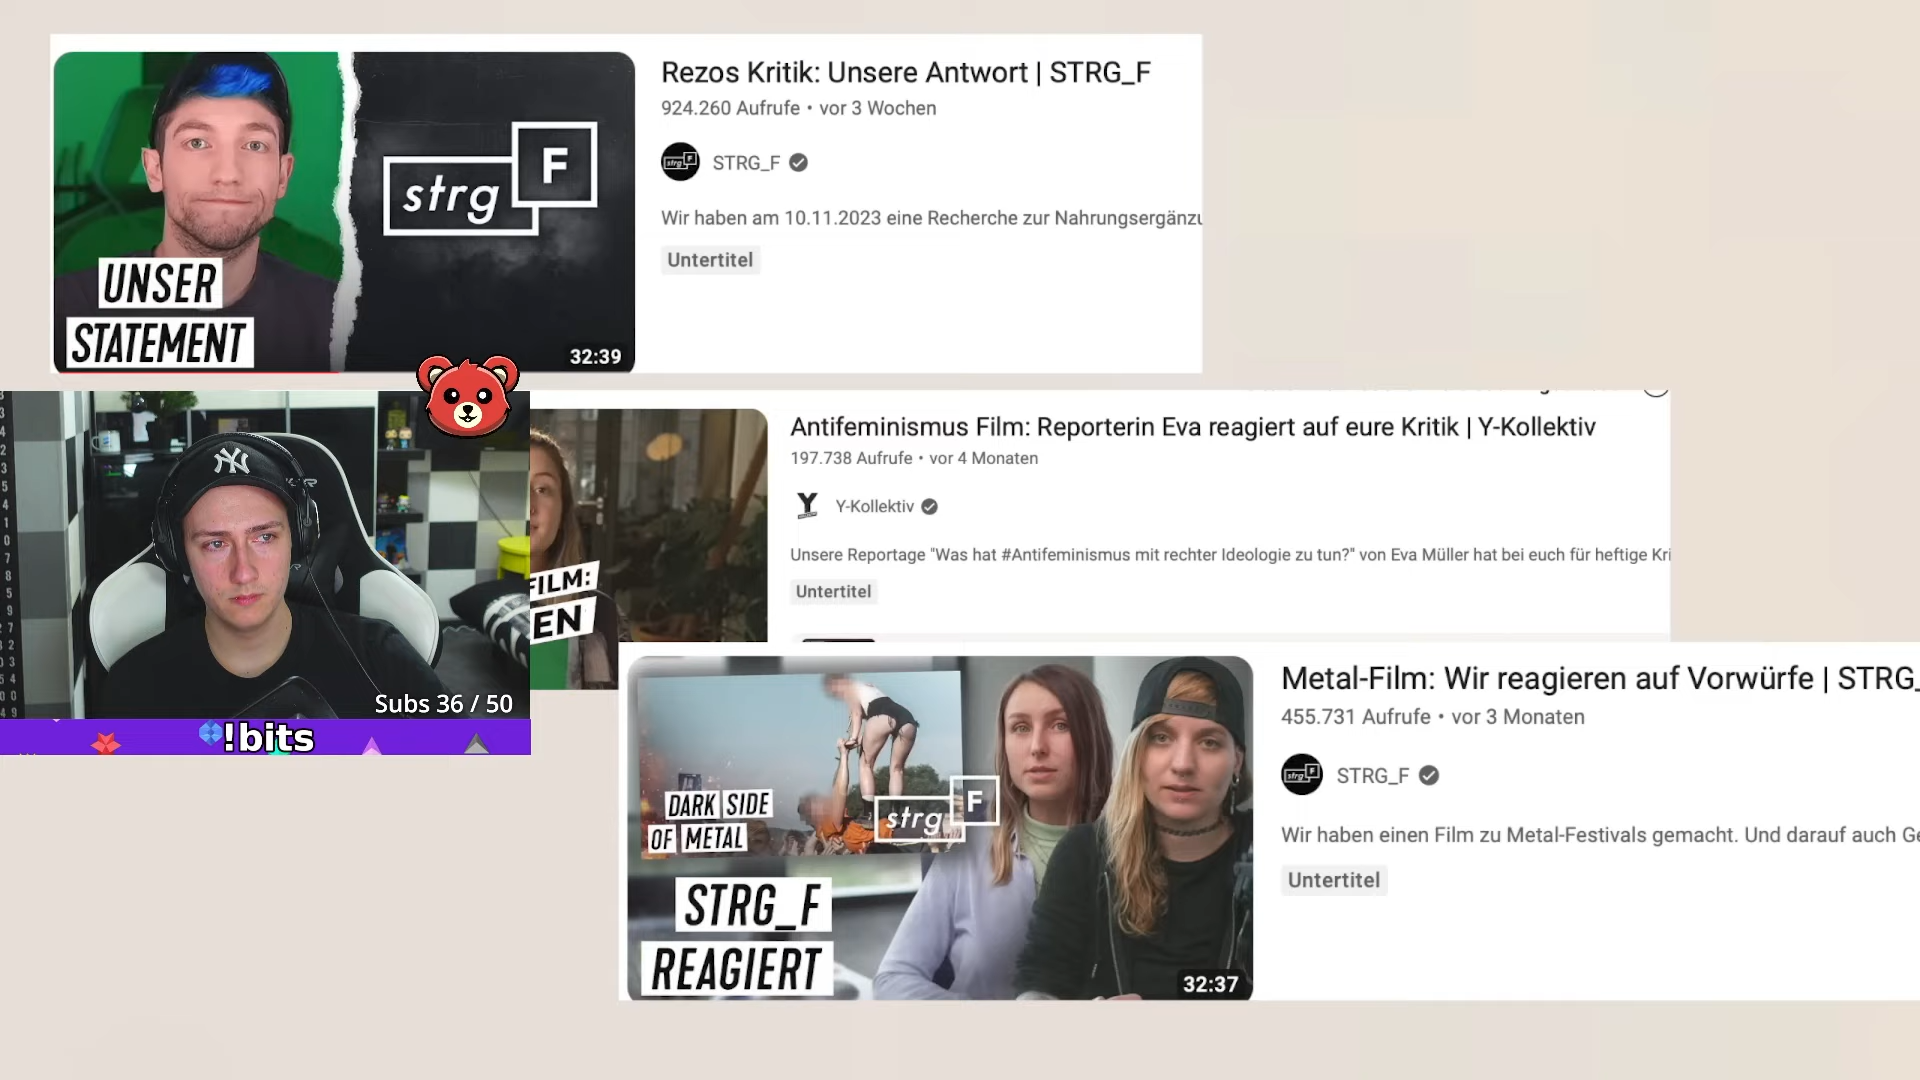 Rezos Kritik: Unsere Antwort | STRG_F
924.260 Aufrufe • vor 3 Wochen
STRG_F
Wir haben am 10.11.2023 eine Recherche zur Nahrungsergänzu
Untertitel
strg F
UNSER
STATEMENT
32:39
Antifeminismus Film: Reporterin Eva reagiert auf eure Kritik | Y-Kollektiv
197.738 Aufrufe • vor 4 Monaten
Y-Kollektiv
Unsere Reportage "Was hat #Antifeminismus mit rechter Ideologie zu tun?" von Eva Müller hat bei euch für heftige Kri
Untertitel
FILM:
EN
NY
Subs 36 / 50
!bits
Metal-Film: Wir reagieren auf Vorwürfe | STRG_
455.731 Aufrufe • vor 3 Monaten
STRG_F
Wir haben einen Film zu Metal-Festivals gemacht. Und darauf auch Ge
Untertitel
DARK SIDE
OF METAL
strg F
STRG_F
REAGIERT
32:37